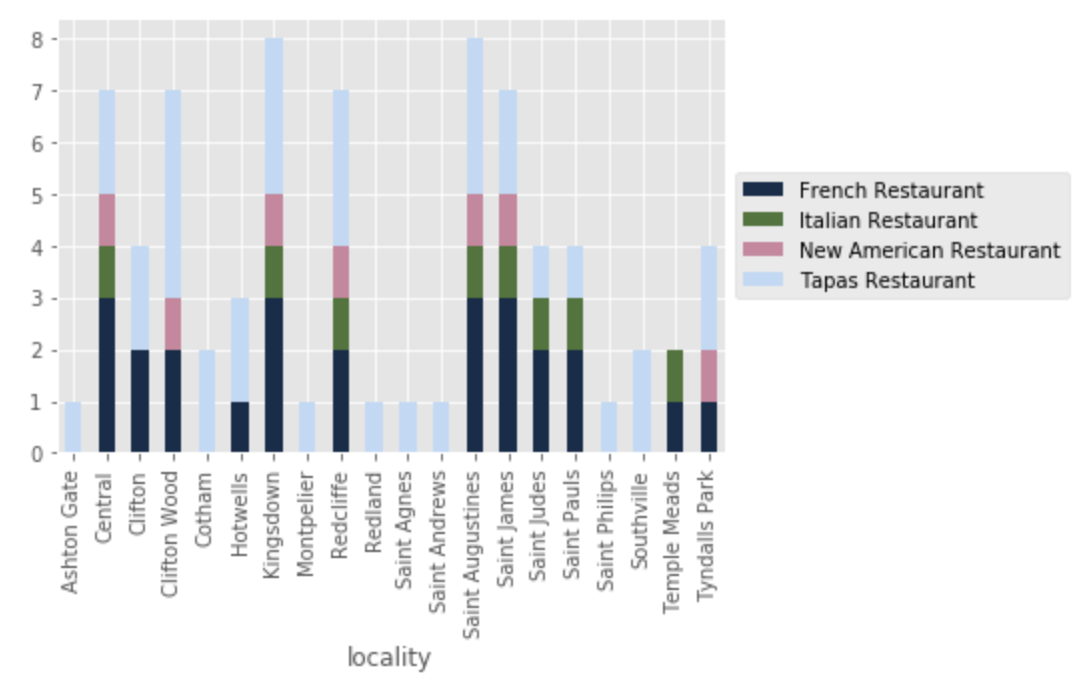 8
7
6
5
4
3
2
1
0
French Restaurant
Italian Restaurant
New American Restaurant
Tapas Restaurant
Ashton Gate
Central
Clifton
Clifton Wood
Cotham
Hotwells
Kingsdown
Montpelier
Redcliffe
Redland
Saint Agnes
Saint Andrews
Saint Augustines
Saint James
Saint Judes
Saint Pauls
Saint Philips
Southville
Temple Meads
Tyndalls Park
locality